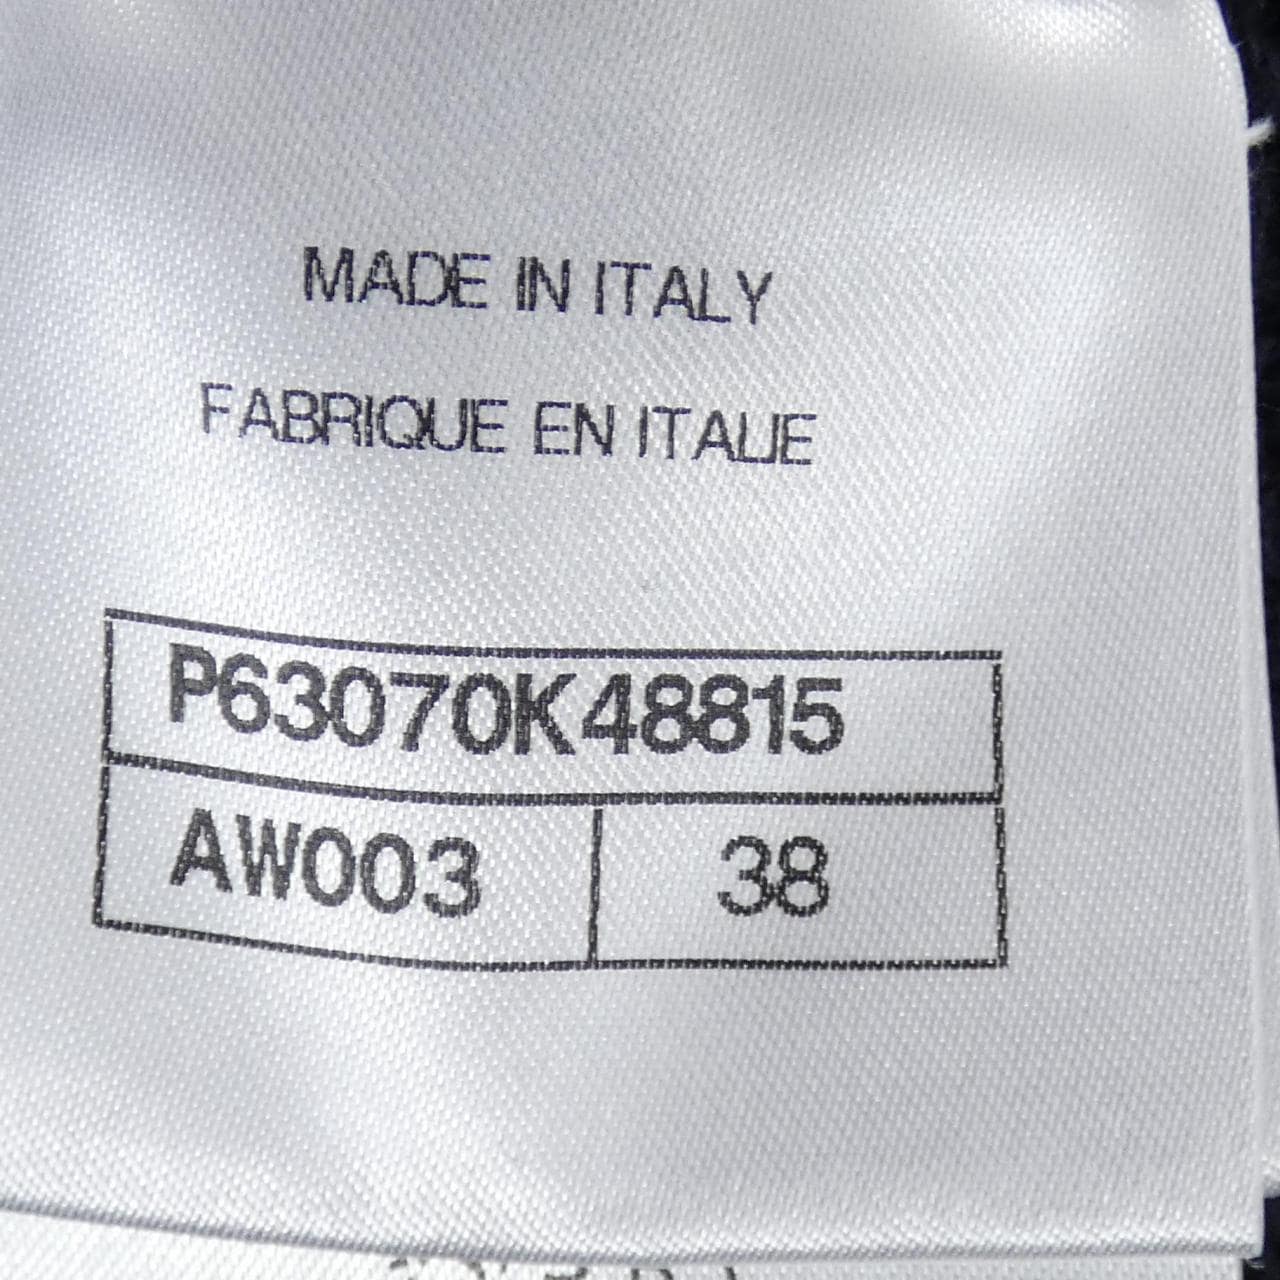 MADE IN ITALY
FABRIQUE EN ITALIE
P63070K48815
AW003 38